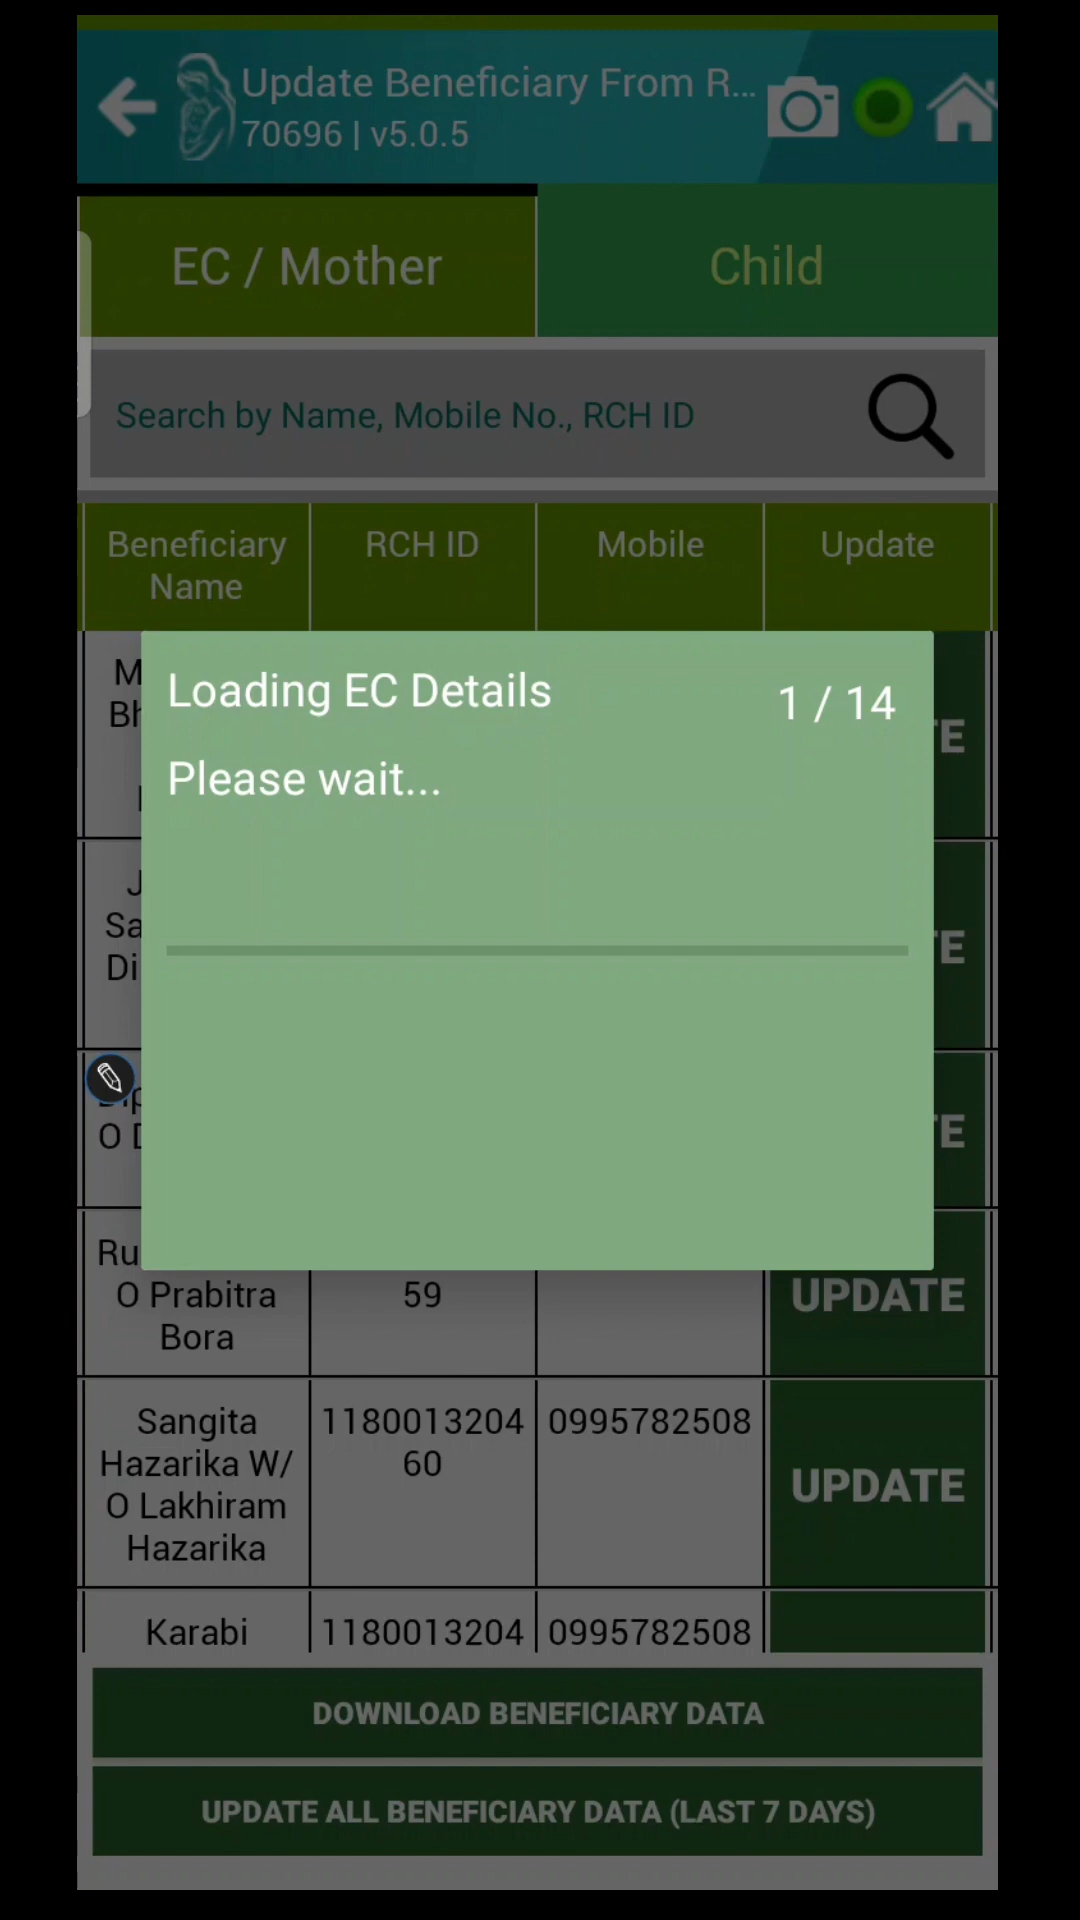 Update Beneficiary From R...
70696 | v5.0.5
EC / Mother
Child
Search by Name, Mobile No., RCH ID
Beneficiary
Name
RCH ID
Mobile
Update
Loading EC Details
1 / 14
Please wait...
O Prabitra
Bora
59
UPDATE
Sangita
Hazarika W/
O Lakhiram
Hazarika
1180013204
60
0995782508
UPDATE
Karabi
1180013204
0995782508
DOWNLOAD BENEFICIARY DATA
UPDATE ALL BENEFICIARY DATA (LAST 7 DAYS)